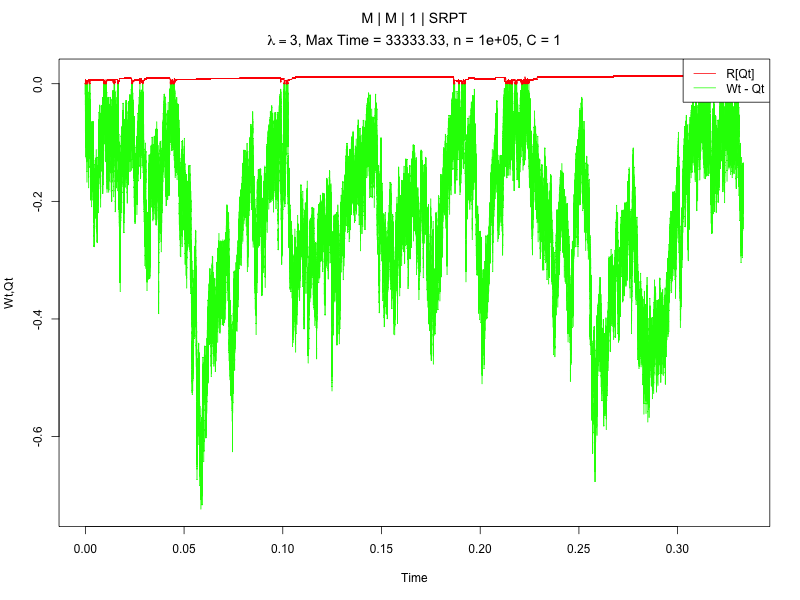 M | M | 1 | SRPT
λ = 3, Max Time = 33333.33, n = 1e+05, C = 1
R[Qt]
Wt - Qt
0.0
-0.2
-0.4
-0.6
Wt,Qt
0.00 0.05 0.10 0.15 0.20 0.25 0.30
Time